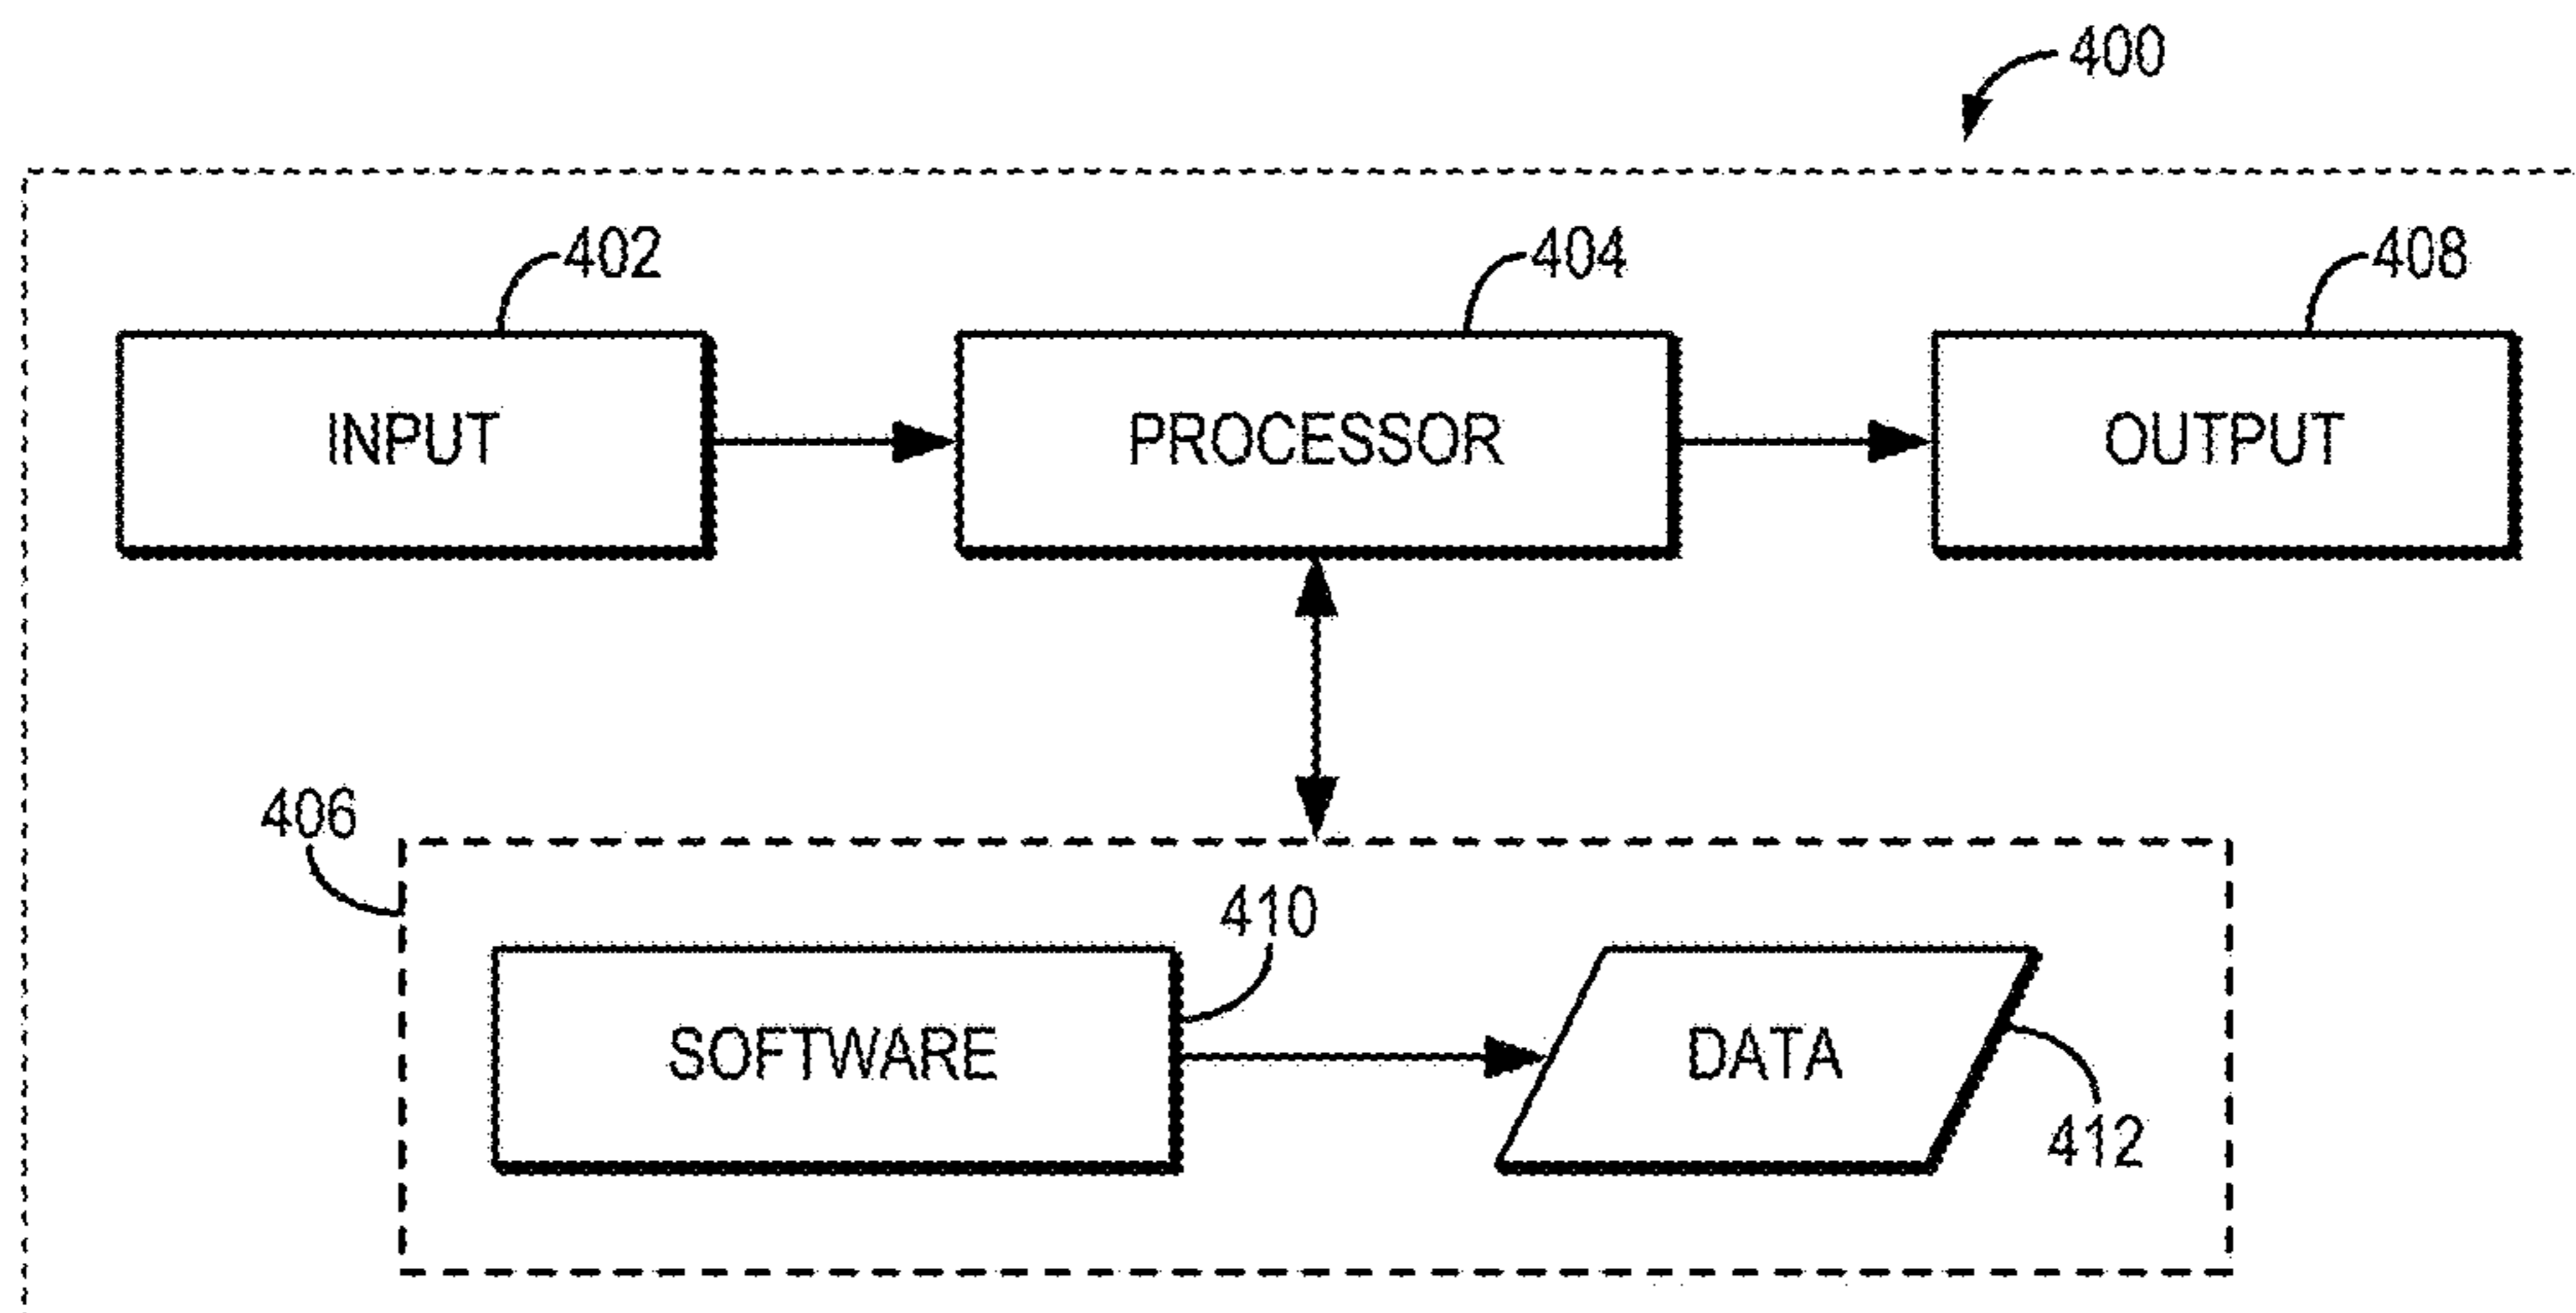 400
402
404
408
INPUT
PROCESSOR
OUTPUT
406
410
SOFTWARE
DATA
412